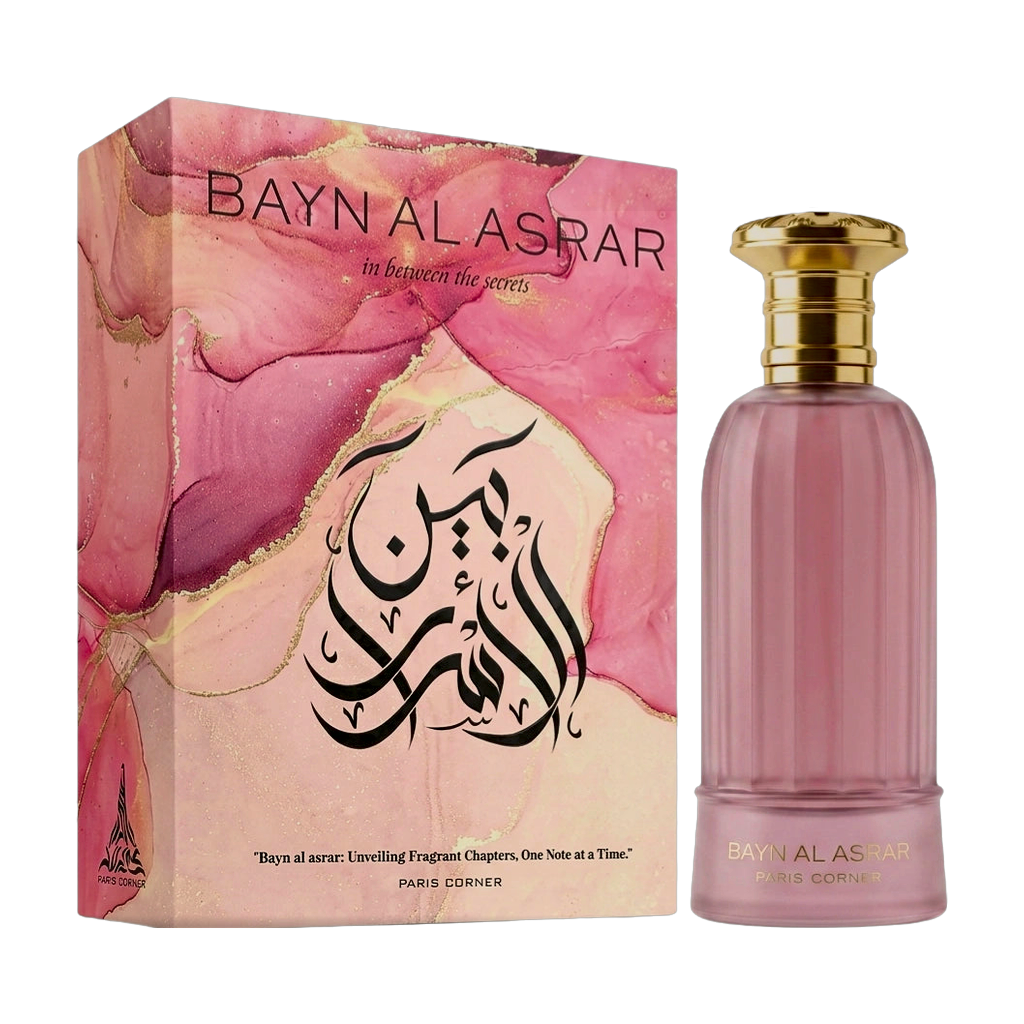 BAYN AL ASRAR
in between the secrets
بين
الأسرار
"Bayn al asrar: Unveiling Fragrant Chapters, One Note at a Time."
PARIS CORNER
PARIS CORNER
BAYN AL ASRAR
PARIS CORNER